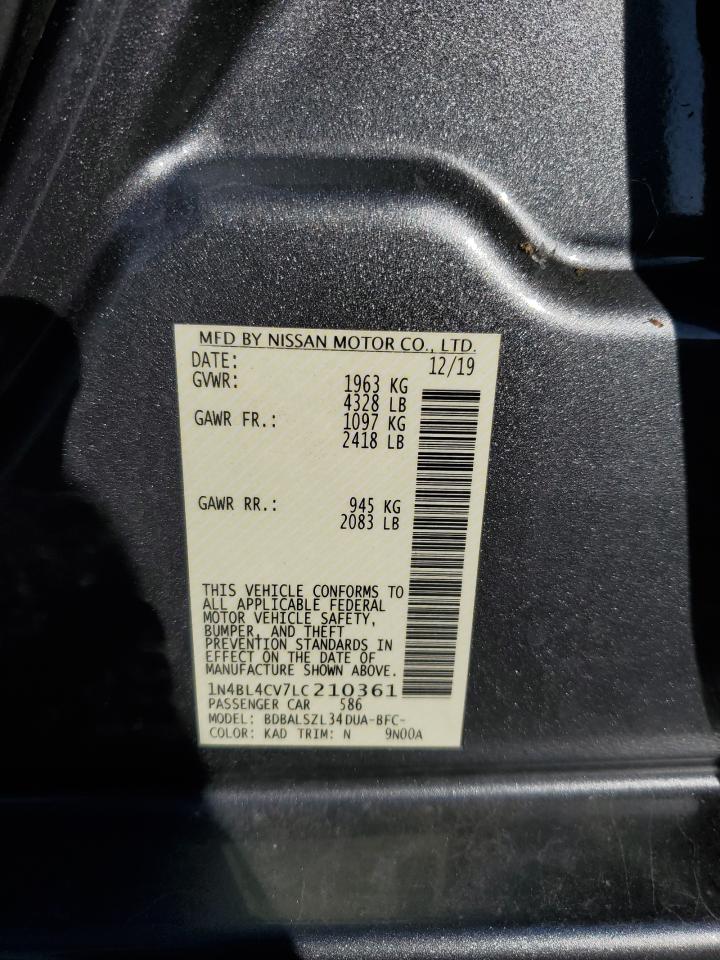 MFD BY NISSAN MOTOR CO., LTD.
DATE: 12/19
GVWR: 1963 KG
4328 LB
GAWR FR.: 1097 KG
2418 LB
GAWR RR.: 945 KG
2083 LB
THIS VEHICLE CONFORMS TO
ALL APPLICABLE FEDERAL
MOTOR VEHICLE SAFETY,
BUMPER, AND THEFT
PREVENTION STANDARDS IN
EFFECT ON THE DATE OF
MANUFACTURE SHOWN ABOVE.
1N4BL4CV7LC210361
PASSENGER CAR 586
MODEL: BDBALSZL34DUA-BFC-
COLOR: KAD TRIM: N 9N00A